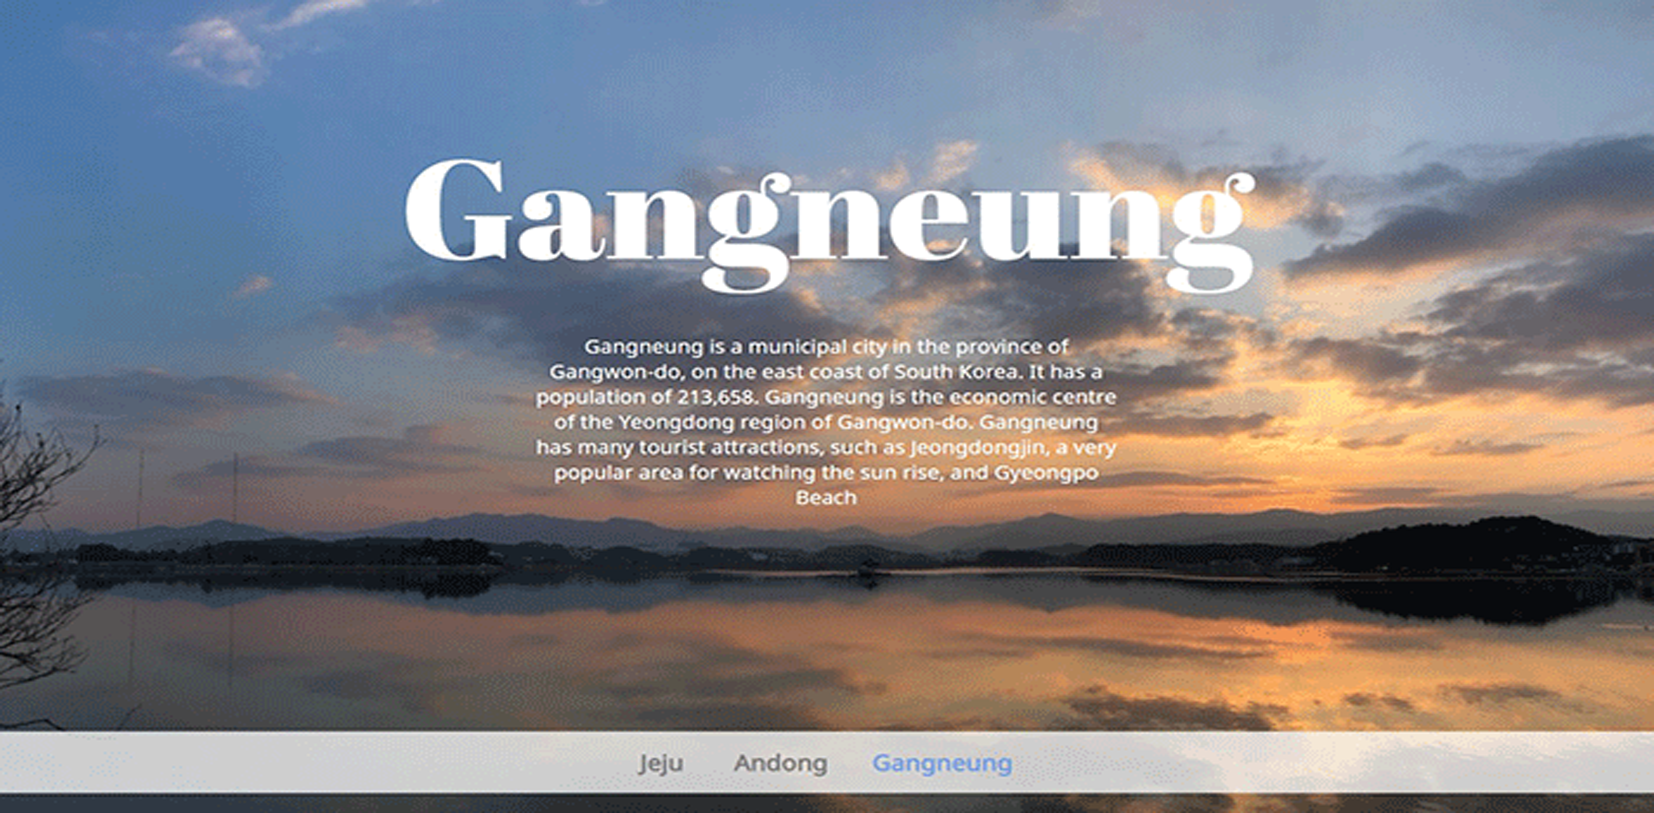 Gangneung
Gangneung is a municipal city in the province of
Gangwon-do, on the east coast of South Korea. It has a
population of 213,658. Gangneung is the economic centre
of the Yeongdong region of Gangwon-do. Gangneung
has many tourist attractions, such as Jeongdongjin, a very
popular area for watching the sun rise, and Gyeongpo
Beach
Jeju Andong Gangneung